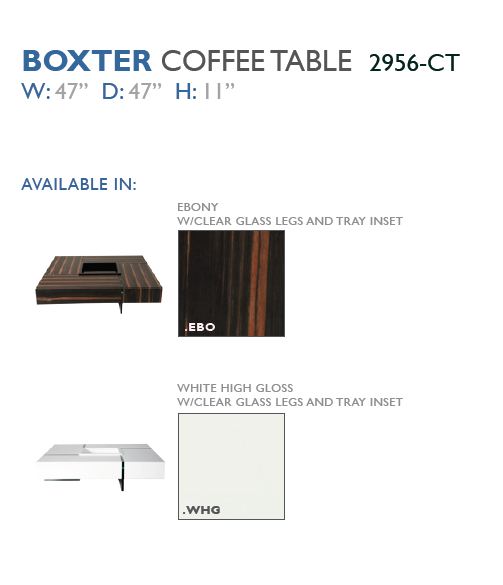 BOXTER COFFEE TABLE 2956-CT
W: 47” D: 47” H: 11”
AVAILABLE IN:
EBONY
W/CLEAR GLASS LEGS AND TRAY INSET
.EBO
WHITE HIGH GLOSS
W/CLEAR GLASS LEGS AND TRAY INSET
.WHG